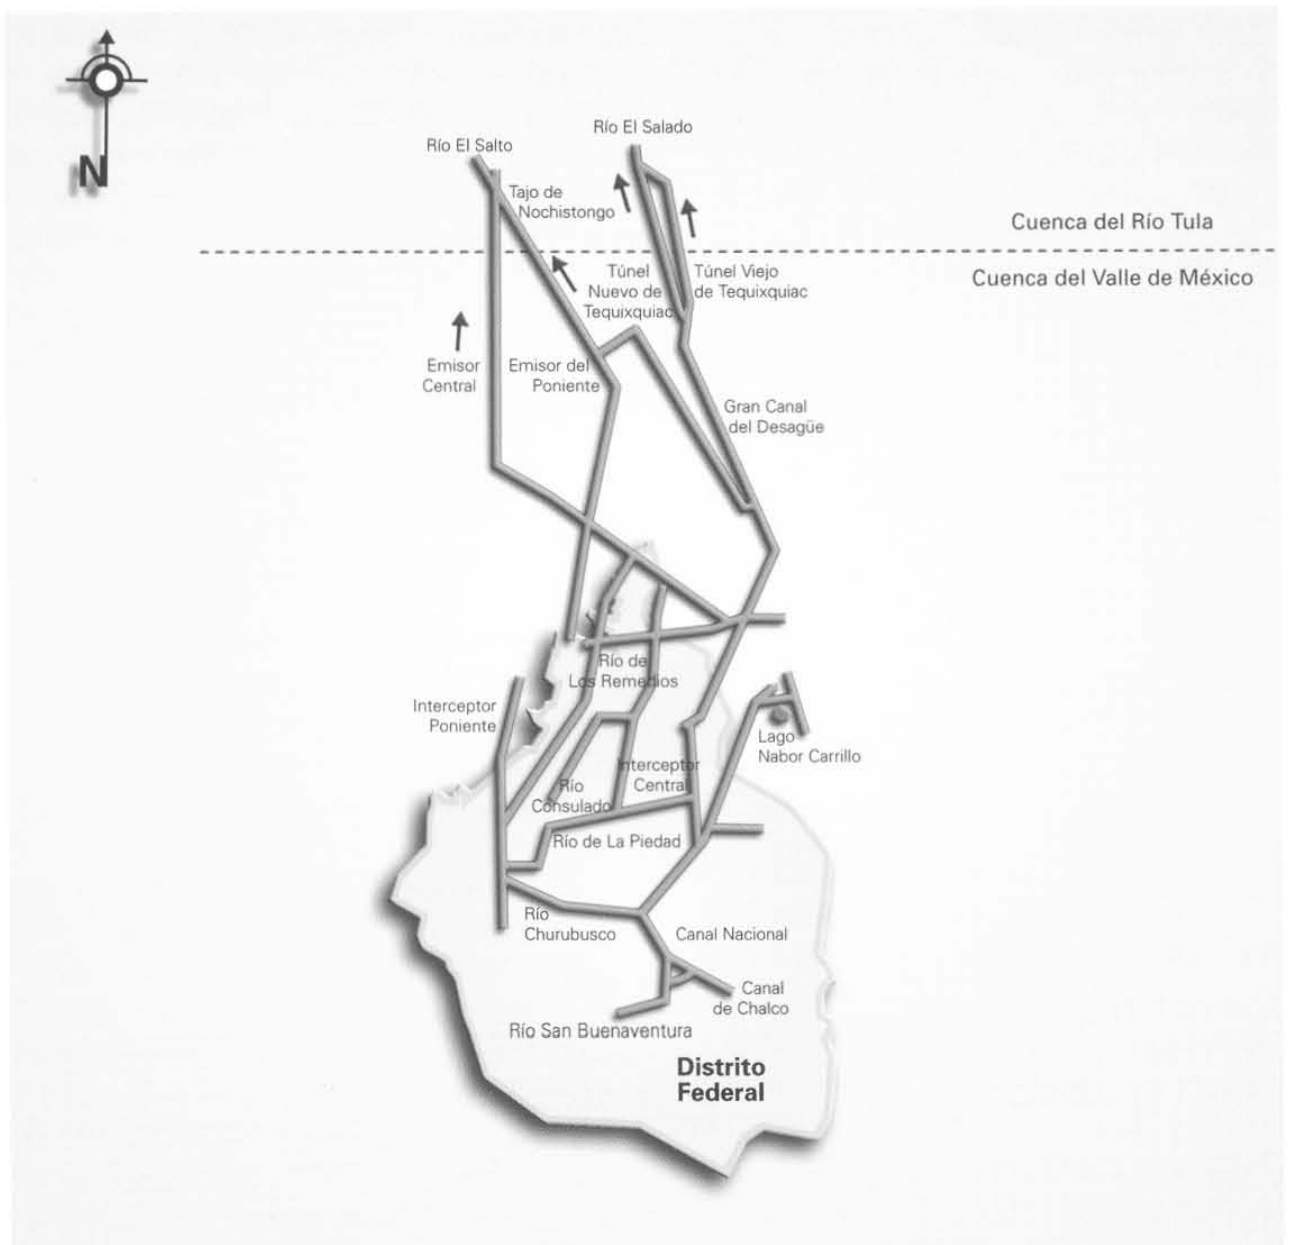 N
Río El Salto
Río El Salado
Tajo de
Nochistongo
Cuenca del Río Tula
Cuenca del Valle de México
Túnel
Nuevo de
Tequixquiac
Túnel Viejo
de Tequixquiac
Emisor
Central
Emisor del
Poniente
Gran Canal
del Desagüe
Río de
Los Remedios
Interceptor
Poniente
Lago
Nabor Carrillo
Interceptor
Central
Río
Consulado
Río de La Piedad
Río
Churubusco
Canal Nacional
Canal
de Chalco
Río San Buenaventura
Distrito
Federal